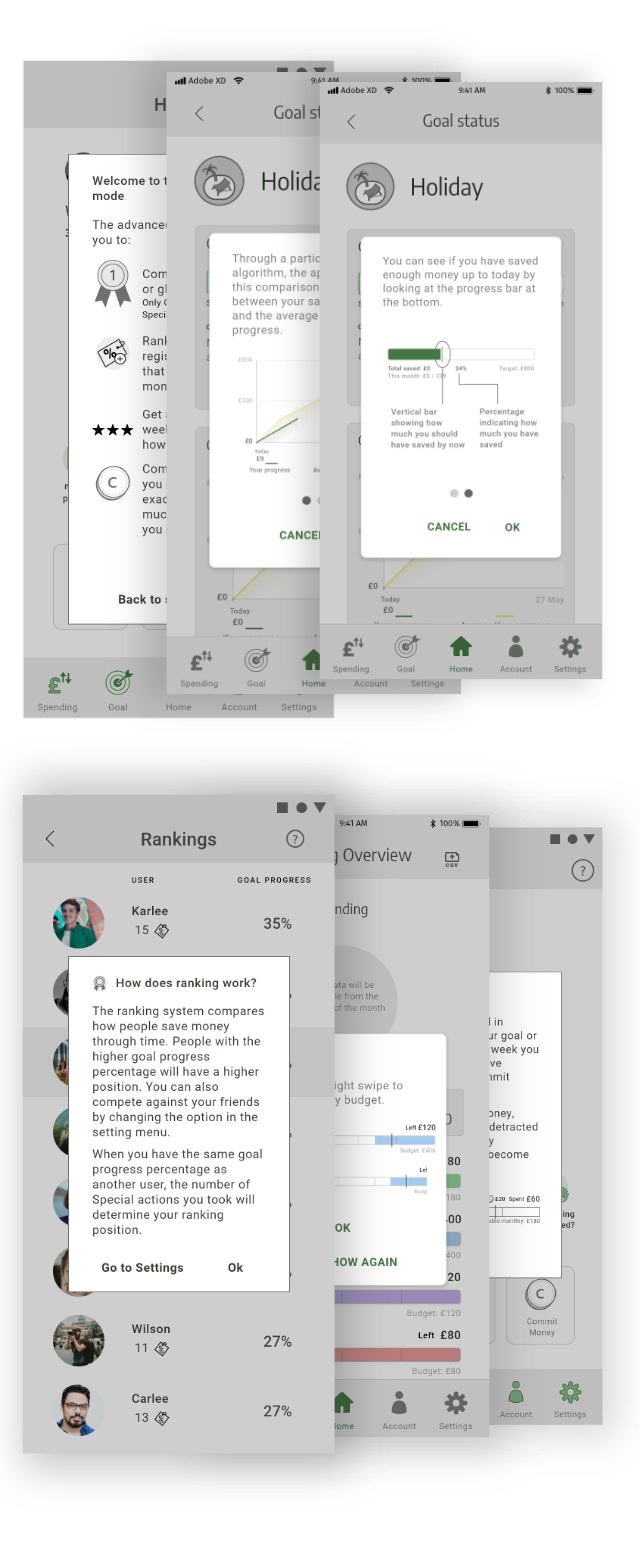 Adobe XD
9:41 AM
100%
Goal st
Holida
Adobe XD
9:41 AM
100%
Goal status
Holiday
Welcome to t
mode
The advanced
you to:
1
Com
or gl
Only
Specia
Rank
regis
that
mon
Get a
week
how
C
Com
you
exac
muc
you
Back to s
Through a partic
algorithm, the ap
this comparison
between your sa
and the average
progress.
£600
£300
£0
Today
£0
Your progress
CANCEL
£0
Today
£0
You can see if you have saved
enough money up to today by
looking at the progress bar at
the bottom.
Total saved: £0
34%
Target: £800
This month: £0 / 229
Vertical bar
showing how
much you should
have saved by now
Percentage
indicating how
much you have
saved
CANCEL
OK
£0
Today
27 May
£0
Spending
Goal
Home
Account
Settings
Spending
Goal
Home
Account
Settings
Spending
Goal
Home
Account
Settings
Rankings
?
USER
GOAL PROGRESS
Karlee
15
35%
How does ranking work?
The ranking system compares
how people save money
through time. People with the
higher goal progress
percentage will have a higher
position. You can also
compete against your friends
by changing the option in the
setting menu.
When you have the same goal
progress percentage as
another user, the number of
Special actions you took will
determine your ranking
position.
Go to Settings
Ok
Wilson
11
27%
Carlee
13
27%
9:41 AM
100%
g Overview
CSV
nding
ata will be
le from the
of the month
ight swipe to
y budget.
Left £120
Budget: £400
Lef
Budg
OK
HOW AGAIN
80
180
00
400
20
Budget: £120
Left £80
Budget: £80
ome
Account
Settings
?
l in
ur goal or
week you
ve
mmit
oney,
detracted
y
become
£20 Spent £60
able monthly: £180
ing
ed?
C
Commit
Money
Account
Settings